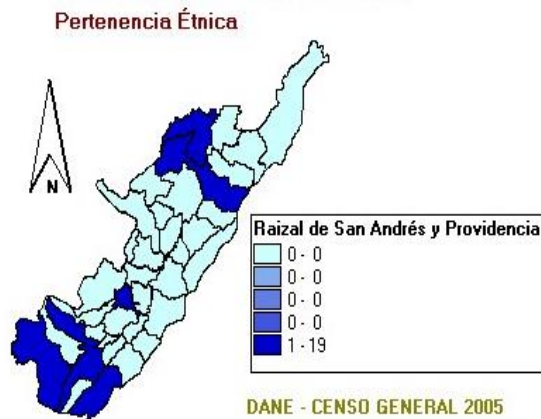 Pertenencia Étnica
N
Raizal de San Andrés y Providencia
0 - 0
0 - 0
0 - 0
0 - 0
1 - 19
DANE - CENSO GENERAL 2005